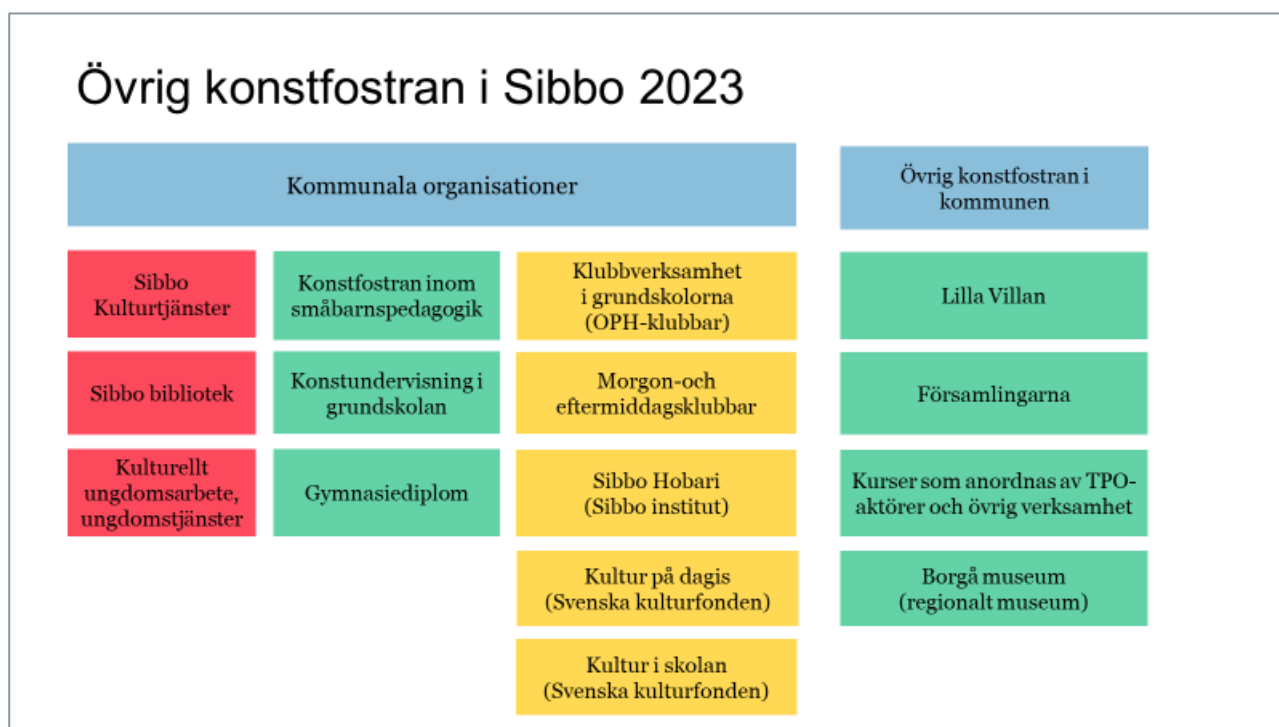 Övrig konstfostran i Sibbo 2023
Kommunala organisationer
Övrig konstfostran i
kommunen
Sibbo
Kulturtjänster
Konstfostran inom
småbarnspedagogik
Klubbverksamhet
i grundskolorna
(OPH-klubbar)
Lilla Villan
Sibbo bibliotek
Konstundervisning i
grundskolan
Morgon-och
eftermiddagsklubbar
Församlingarna
Kulturellt
ungdomsarbete,
ungdomstjänster
Gymnasiediplom
Sibbo Hobari
(Sibbo institut)
Kurser som anordnas av TPO-
aktörer och övrig verksamhet
Kultur på dagis
(Svenska kulturfonden)
Borgå museum
(regionalt museum)
Kultur i skolan
(Svenska kulturfonden)